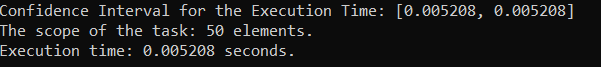 Confidence Interval for the Execution Time: [0.005208, 0.005208]
The scope of the task: 50 elements.
Execution time: 0.005208 seconds.